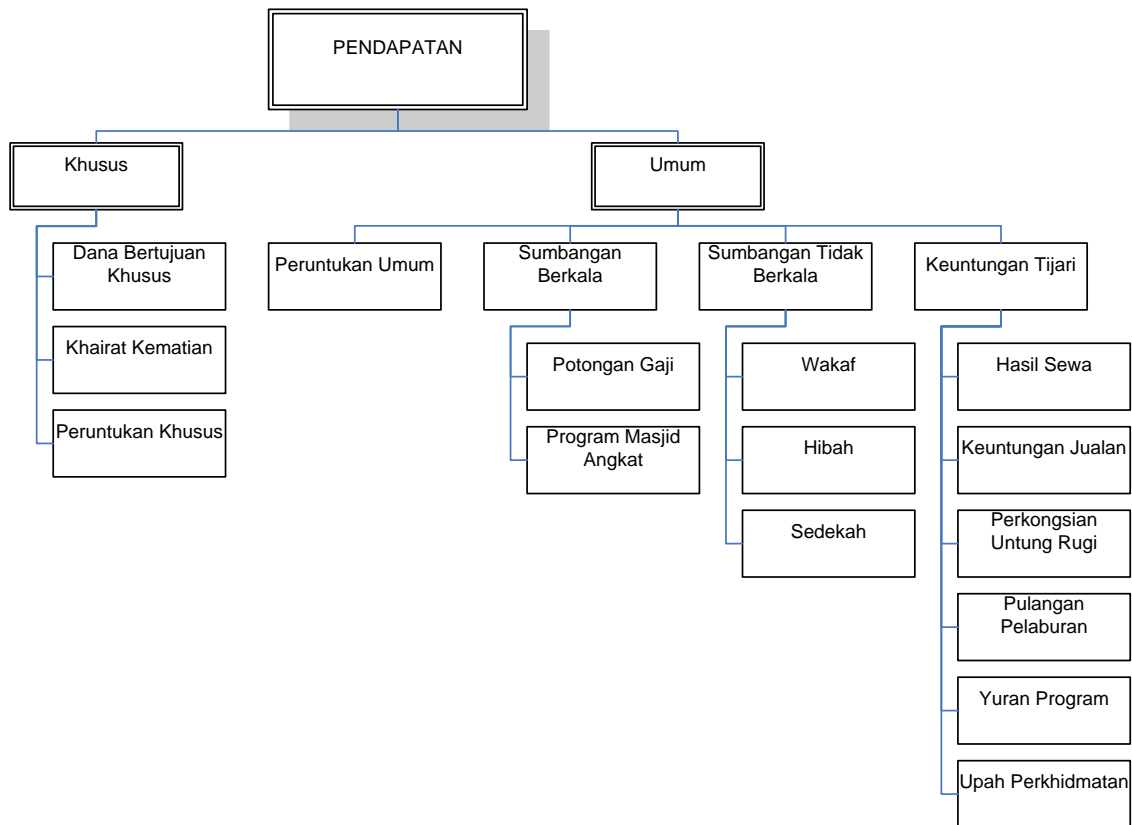 PENDAPATAN
Khusus
Umum
Dana Bertujuan
Khusus
Khairat Kematian
Peruntukan Khusus
Peruntukan Umum
Sumbangan
Berkala
Potongan Gaji
Program Masjid
Angkat
Sumbangan Tidak
Berkala
Wakaf
Hibah
Sedekah
Keuntungan Tijari
Hasil Sewa
Keuntungan Jualan
Perkongsian
Untung Rugi
Pulangan
Pelaburan
Yuran Program
Upah Perkhidmatan